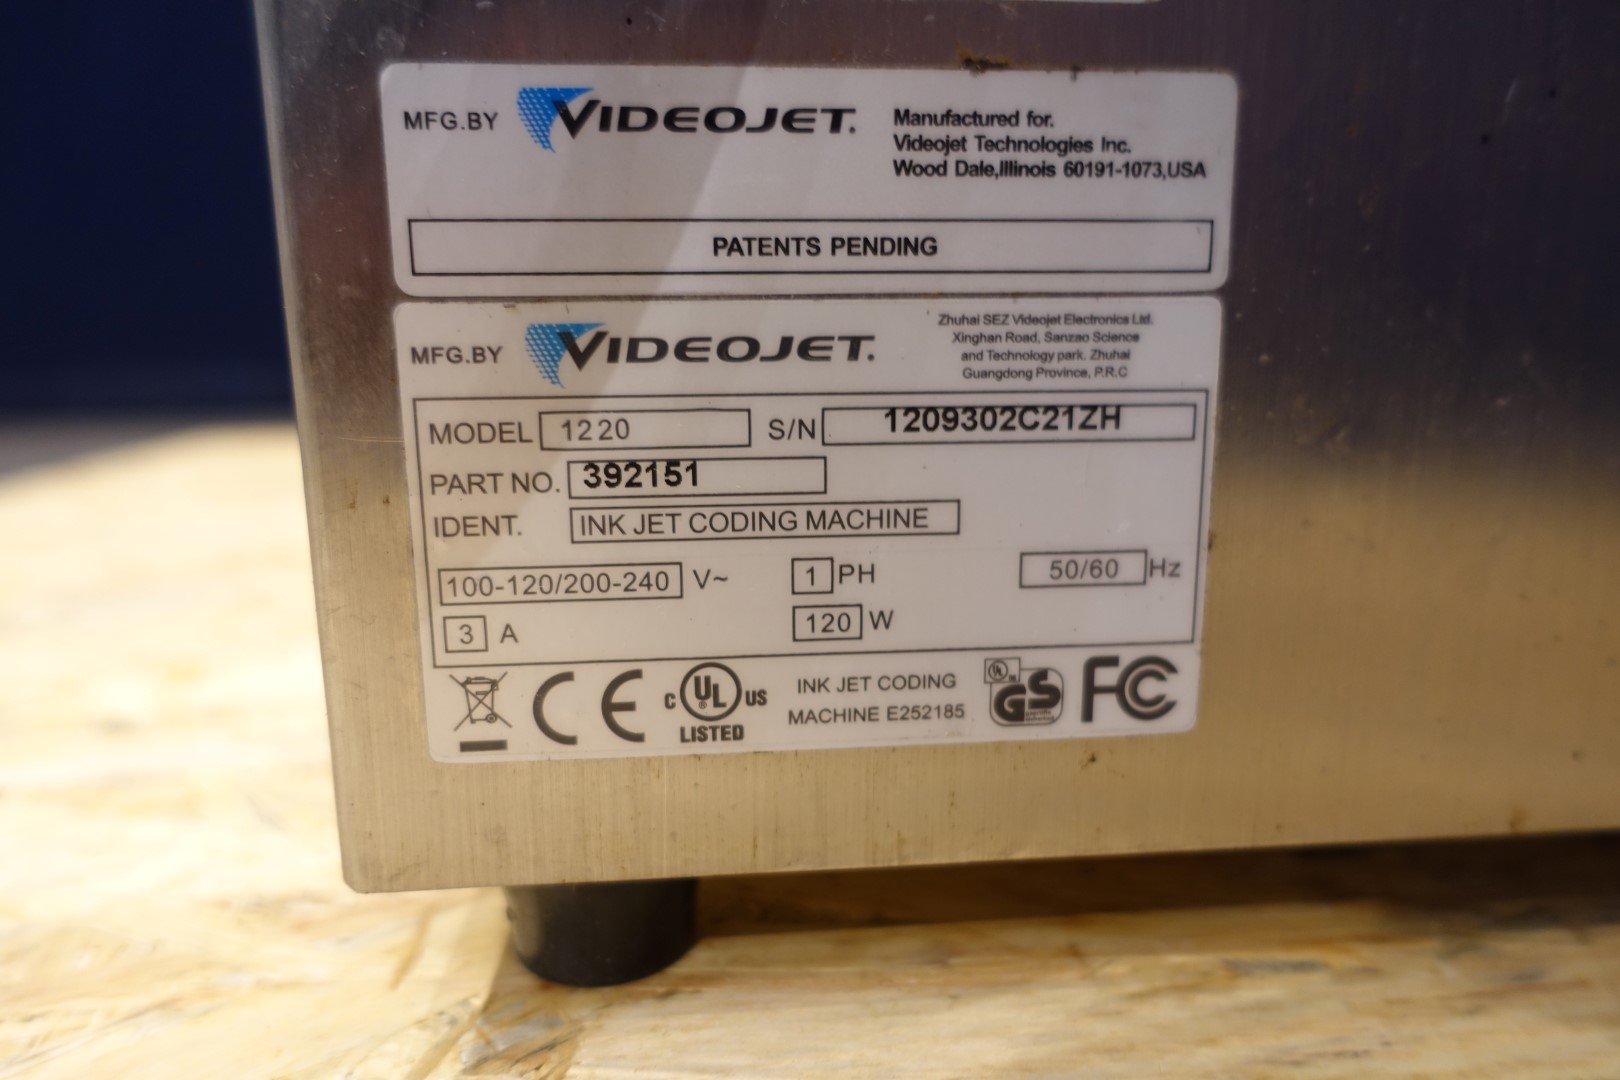 MFG.BY VIDEOJET. Manufactured for.
Videojet Technologies Inc.
Wood Dale,Illinois 60191-1073,USA
PATENTS PENDING
MFG.BY VIDEOJET. Zhuhai SEZ Videojet Electronics Ltd.
Xinghan Road, Sanzao Science
and Technology park. Zhuhai
Guangdong Province, P.R.C
MODEL 1220 S/N 1209302C21ZH
PART NO. 392151
IDENT. INK JET CODING MACHINE
100-120/200-240 V~ 1 PH 50/60 Hz
3 A 120 W
CE C UL ® US LISTED INK JET CODING
MACHINE E252185
UL GS FCC